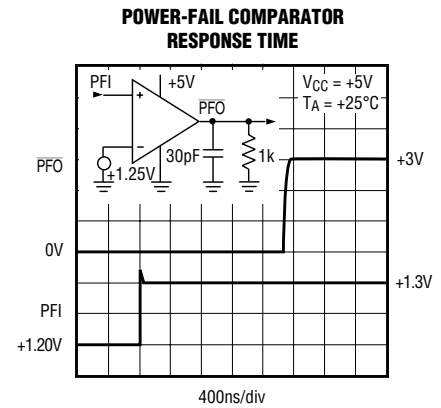 POWER-FAIL COMPARATOR
RESPONSE TIME
PFI
+5V
VCC = +5V
TA = +25°C
PFO
+
−
30pF
1k
+1.25V
PFO
+3V
0V
+1.3V
PFI
+1.20V
400ns/div